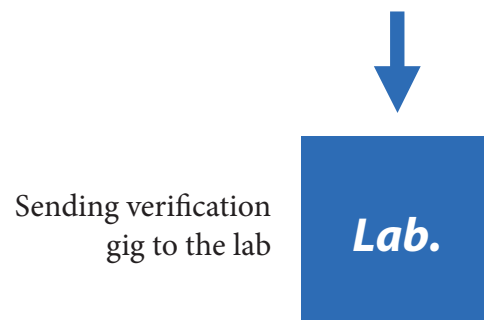 Sending verification
gig to the lab
Lab.